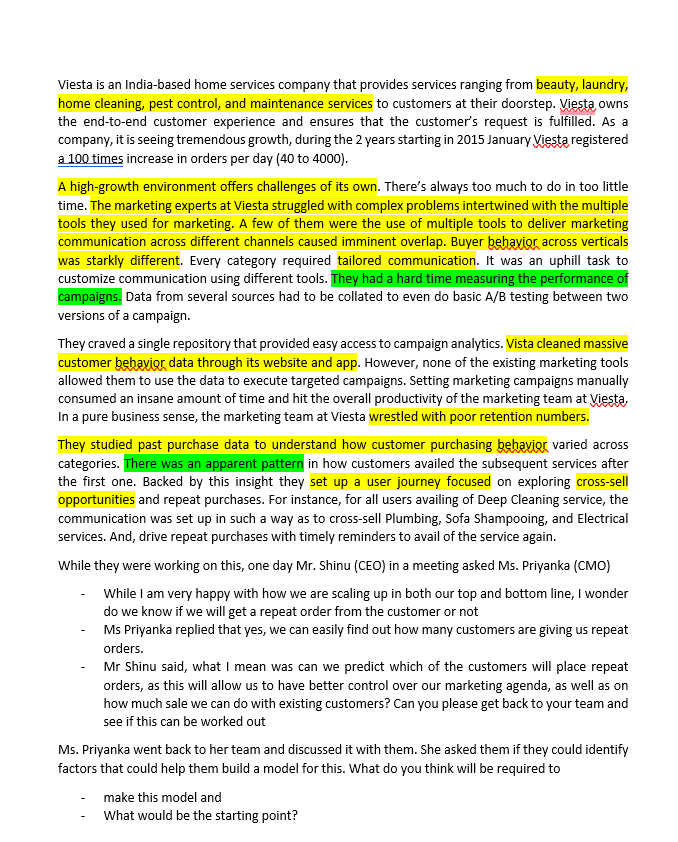 Viesta is an India-based home services company that provides services ranging from beauty, laundry,
home cleaning, pest control, and maintenance services to customers at their doorstep. Viesta owns
the end-to-end customer experience and ensures that the customer’s request is fulfilled. As a
company, it is seeing tremendous growth, during the 2 years starting in 2015 January Viesta registered
a 100 times increase in orders per day (40 to 4000).
A high-growth environment offers challenges of its own. There’s always too much to do in too little
time. The marketing experts at Viesta struggled with complex problems intertwined with the multiple
tools they used for marketing. A few of them were the use of multiple tools to deliver marketing
communication across different channels caused imminent overlap. Buyer behavior across verticals
was starkly different. Every category required tailored communication. It was an uphill task to
customize communication using different tools. They had a hard time measuring the performance of
campaigns. Data from several sources had to be collated to even do basic A/B testing between two
versions of a campaign.
They craved a single repository that provided easy access to campaign analytics. Vista cleaned massive
customer behavior data through its website and app. However, none of the existing marketing tools
allowed them to use the data to execute targeted campaigns. Setting marketing campaigns manually
consumed an insane amount of time and hit the overall productivity of the marketing team at Viesta.
In a pure business sense, the marketing team at Viesta wrestled with poor retention numbers.
They studied past purchase data to understand how customer purchasing behavior varied across
categories. There was an apparent pattern in how customers availed the subsequent services after
the first one. Backed by this insight they set up a user journey focused on exploring cross-sell
opportunities and repeat purchases. For instance, for all users availing of Deep Cleaning service, the
communication was set up in such a way as to cross-sell Plumbing, Sofa Shampooing, and Electrical
services. And, drive repeat purchases with timely reminders to avail of the service again.
While they were working on this, one day Mr. Shinu (CEO) in a meeting asked Ms. Priyanka (CMO)
- While I am very happy with how we are scaling up in both our top and bottom line, I wonder
do we know if we will get a repeat order from the customer or not
- Ms Priyanka replied that yes, we can easily find out how many customers are giving us repeat
orders.
- Mr Shinu said, what I mean was can we predict which of the customers will place repeat
orders, as this will allow us to have better control over our marketing agenda, as well as on
how much sale we can do with existing customers? Can you please get back to your team and
see if this can be worked out
Ms. Priyanka went back to her team and discussed it with them. She asked them if they could identify
factors that could help them build a model for this. What do you think will be required to
- make this model and
- What would be the starting point?